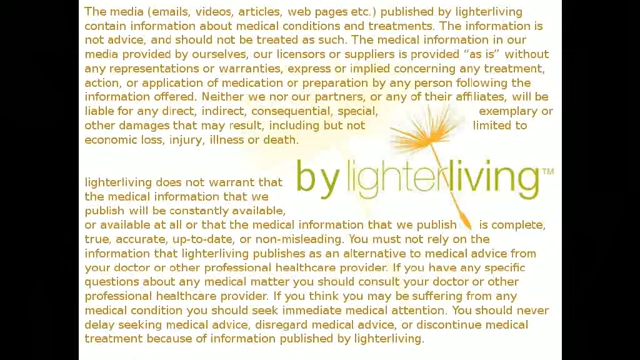 The media (emails, videos, articles, web pages etc.) published by lighterliving
contain information about medical conditions and treatments. The information is
not advice, and should not be treated as such. The medical information in our
media provided by ourselves, our licensors or suppliers is provided “as is” without
any representations or warranties, express or implied concerning any treatment,
action, or application of medication or preparation by any person following the
information offered. Neither we nor our partners, or any of their affiliates, will be
liable for any direct, indirect, consequential, special, exemplary or
other damages that may result, including but not limited to
economic loss, injury, illness or death.
by lighterliving™
lighterliving does not warrant that
the medical information that we
publish will be constantly available,
or available at all or that the medical information that we publish is complete,
true, accurate, up-to-date, or non-misleading. You must not rely on the
information that lighterliving publishes as an alternative to medical advice from
your doctor or other professional healthcare provider. If you have any specific
questions about any medical matter you should consult your doctor or other
professional healthcare provider. If you think you may be suffering from any
medical condition you should seek immediate medical attention. You should never
delay seeking medical advice, disregard medical advice, or discontinue medical
treatment because of information published by lighterliving.